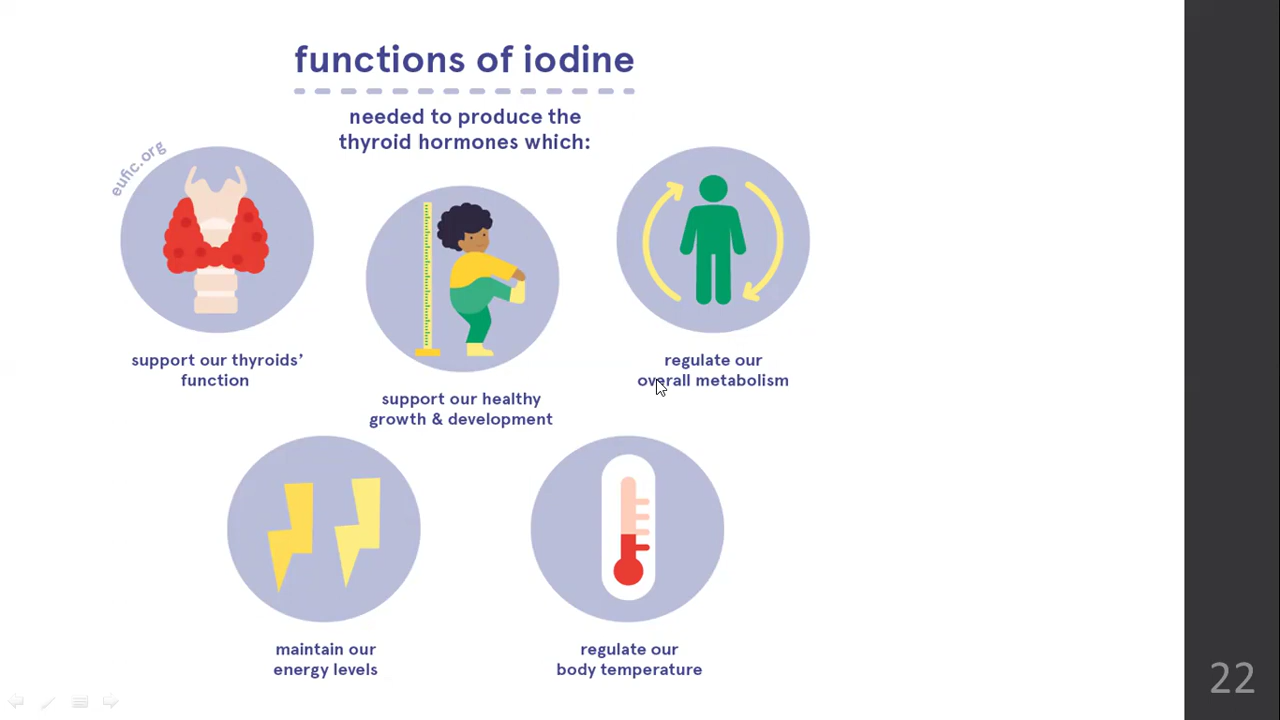 functions of iodine
needed to produce the
thyroid hormones which:
eufic.org
support our thyroids’
function
support our healthy
growth & development
regulate our
overall metabolism
maintain our
energy levels
regulate our
body temperature
22